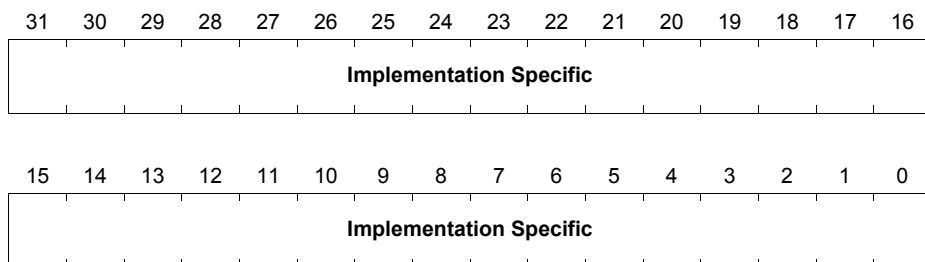 31 30 29 28 27 26 25 24 23 22 21 20 19 18 17 16
Implementation Specific
15 14 13 12 11 10 9 8 7 6 5 4 3 2 1 0
Implementation Specific